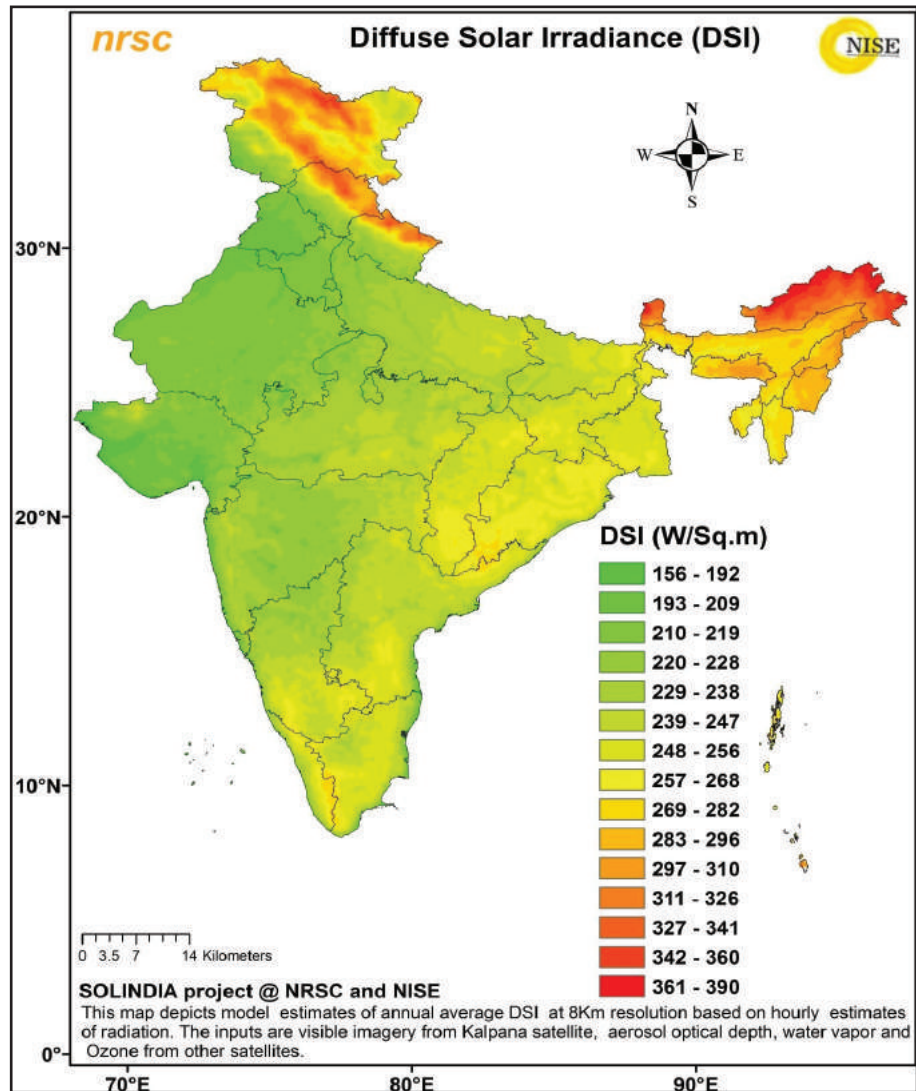 nrsc
Diffuse Solar Irradiance (DSI)
NISE
N
W E
S
30°N
20°N
10°N
0°
DSI (W/Sq.m)
156 - 192
193 - 209
210 - 219
220 - 228
229 - 238
239 - 247
248 - 256
257 - 268
269 - 282
283 - 296
297 - 310
311 - 326
327 - 341
342 - 360
361 - 390
0 3.5 7 14 Kilometers
SOLINDIA project @ NRSC and NISE
This map depicts model estimates of annual average DSI at 8Km resolution based on hourly estimates
of radiation. The inputs are visible imagery from Kalpana satellite, aerosol optical depth, water vapor and
Ozone from other satellites.
70°E 80°E 90°E